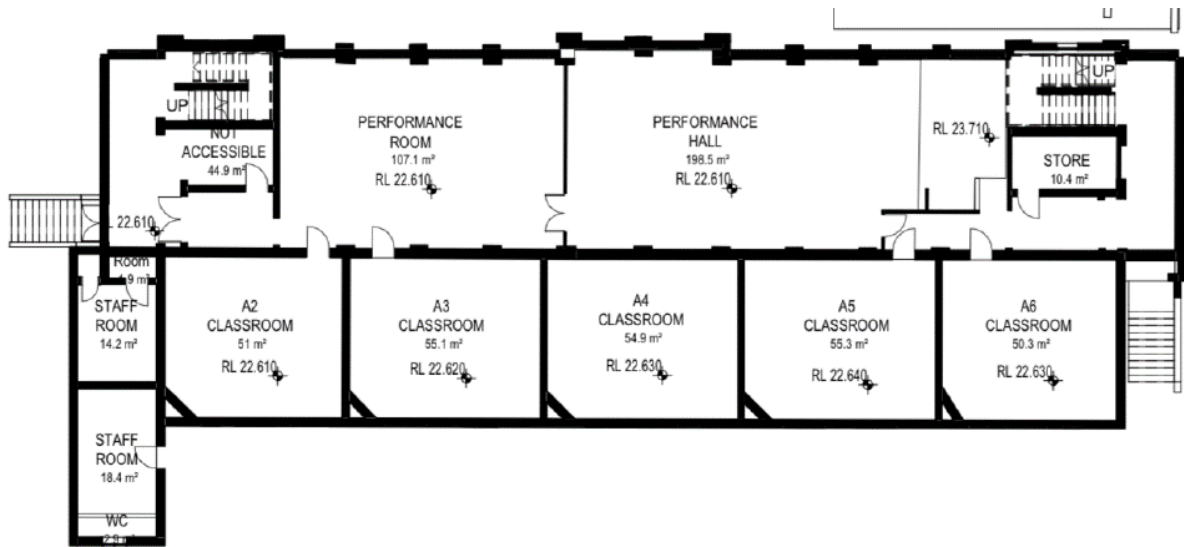 UP
NOT
ACCESSIBLE
44.9 m²
22.610
PERFORMANCE
ROOM
107.1 m²
RL 22.610
PERFORMANCE
HALL
198.5 m²
RL 22.610
RL 23.710
UP
STORE
10.4 m²
Room
STAFF
ROOM
14.2 m²
A2
CLASSROOM
51 m²
RL 22.610
A3
CLASSROOM
55.1 m²
RL 22.620
A4
CLASSROOM
54.9 m²
RL 22.630
A5
CLASSROOM
55.3 m²
RL 22.640
A6
CLASSROOM
50.3 m²
RL 22.630
STAFF
ROOM
18.4 m²
WC